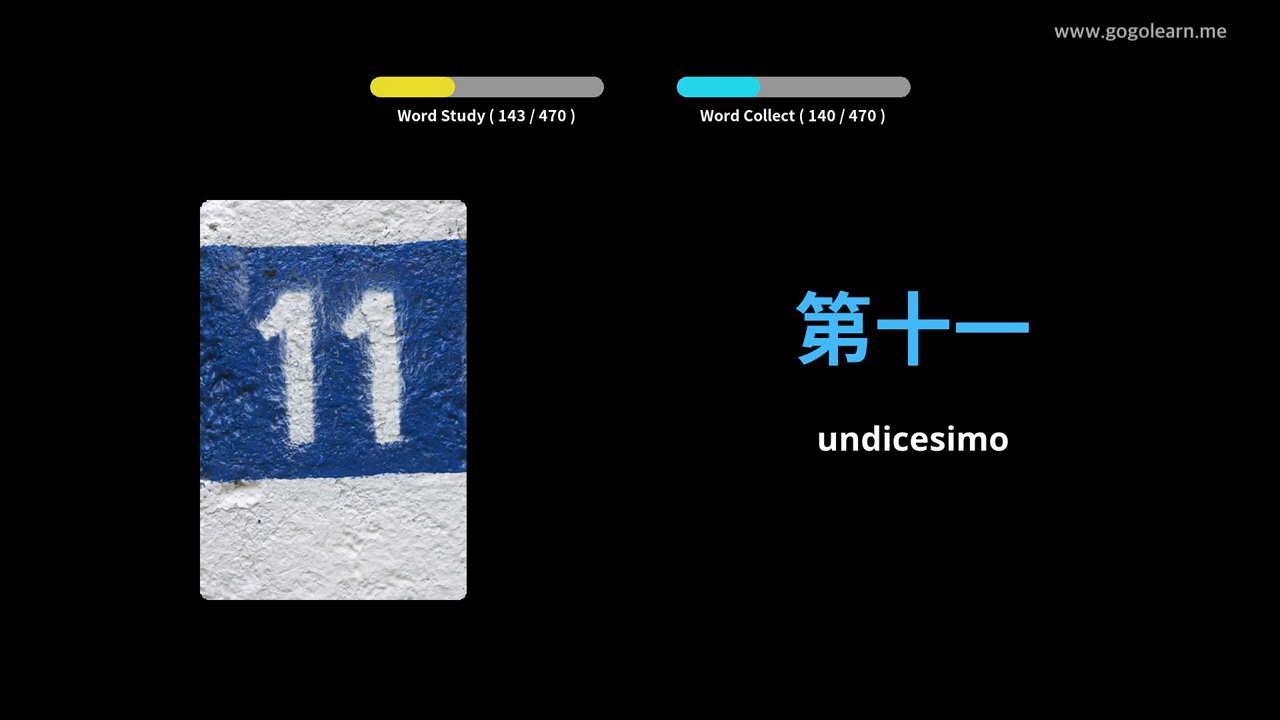 www.gogolearn.me
Word Study ( 143 / 470 )
Word Collect ( 140 / 470 )
11
第十一
undicesimo